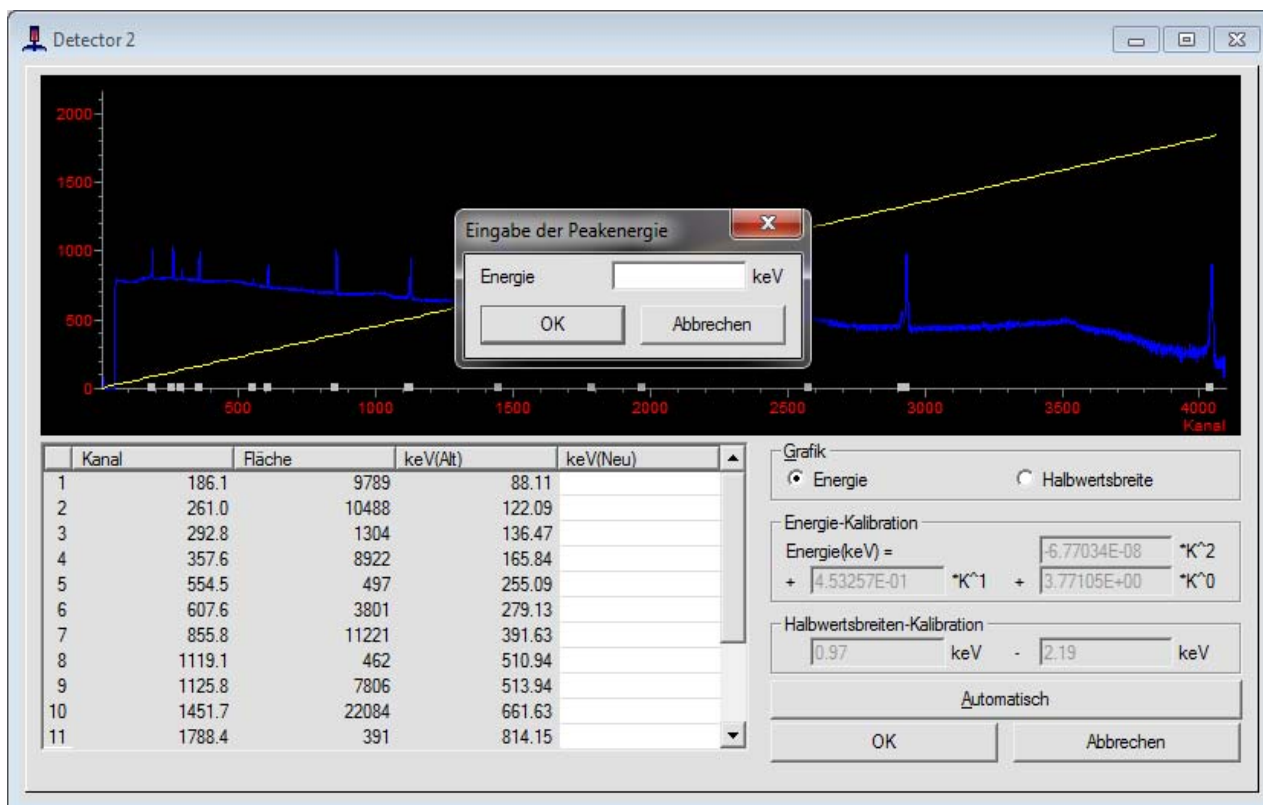 Detector 2
2000
1500
1000
500
0
500 1000 1500 2000 2500 3000 3500 4000
Kanal
Eingabe der Peakenergie
Energie keV
OK Abbrechen
Kanal Fläche keV(Alt) keV(Neu)
1 186.1 9789 88.11
2 261.0 10488 122.09
3 292.8 1304 136.47
4 357.6 8922 165.84
5 554.5 497 255.09
6 607.6 3801 279.13
7 855.8 11221 391.63
8 1119.1 462 510.94
9 1125.8 7806 513.94
10 1451.7 22084 661.63
11 1788.4 391 814.15
Grafik
Energie Halbwertsbreite
Energie-Kalibration
Energie(keV) = -6.77034E-08 *K^2
+ 4.53257E-01 *K^1 + 3.77105E+00 *K^0
Halbwertsbreiten-Kalibration
0.97 keV - 2.19 keV
Automatisch
OK Abbrechen